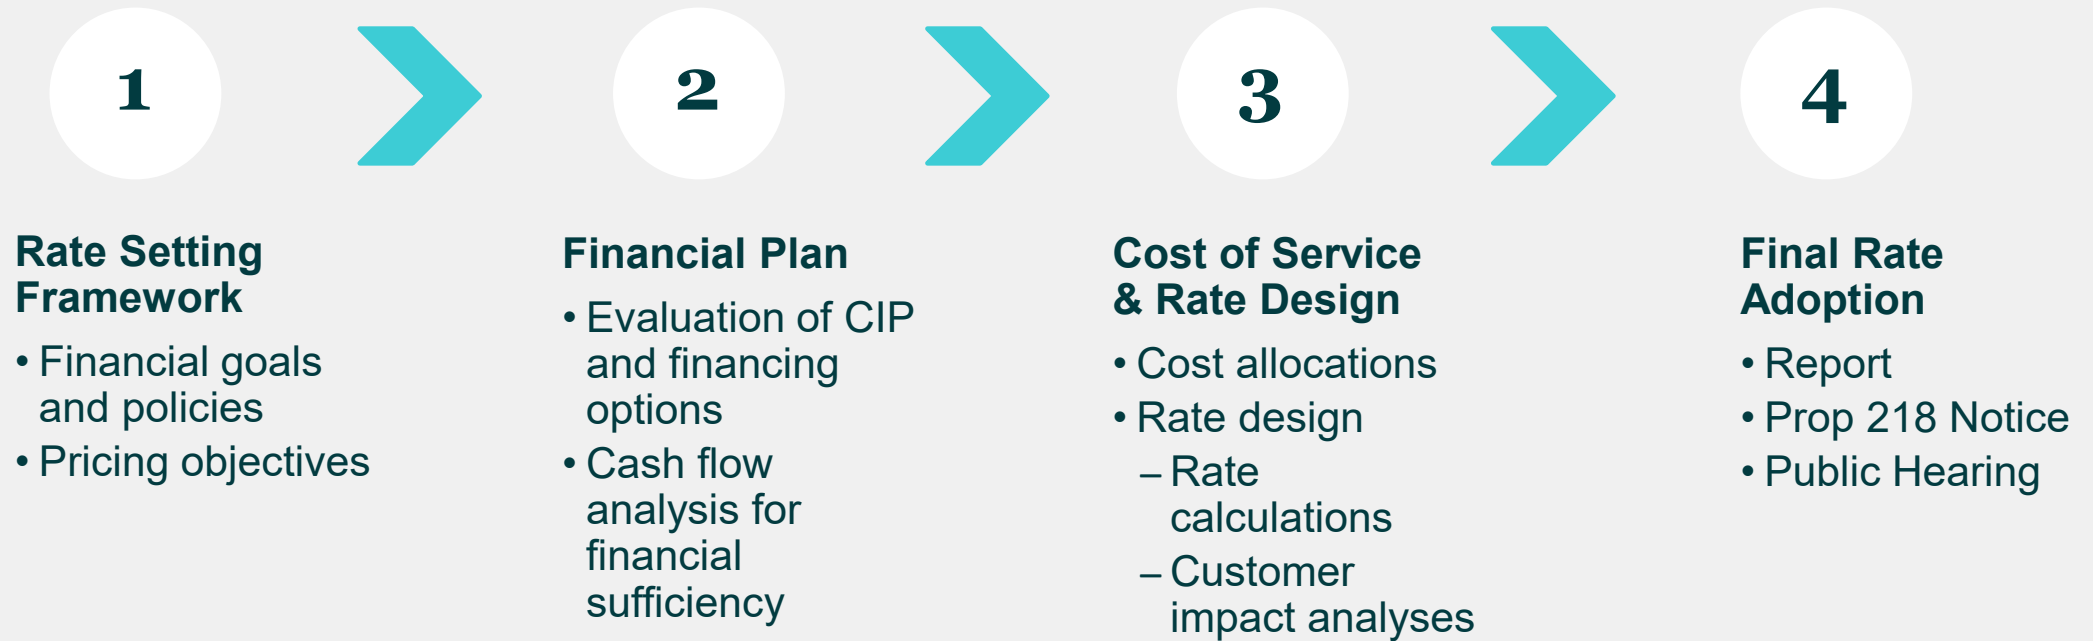 1
Rate Setting
Framework
• Financial goals
and policies
• Pricing objectives
2
Financial Plan
• Evaluation of CIP
and financing
options
• Cash flow
analysis for
financial
sufficiency
3
Cost of Service
& Rate Design
• Cost allocations
• Rate design
– Rate
calculations
– Customer
impact analyses
4
Final Rate
Adoption
• Report
• Prop 218 Notice
• Public Hearing